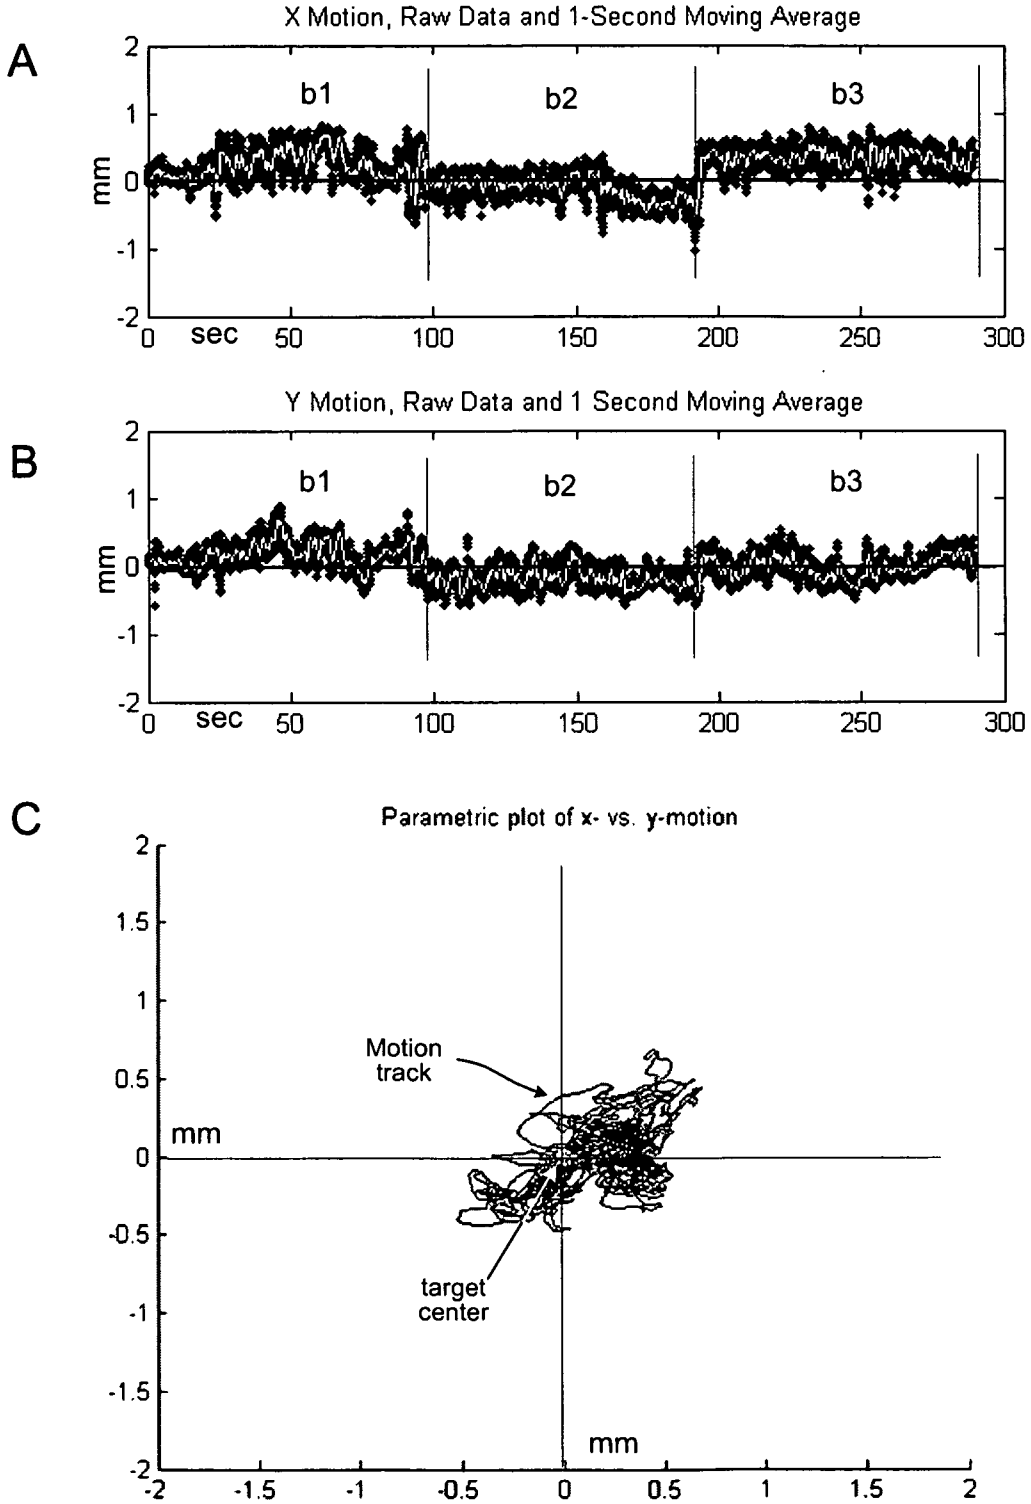 X Motion, Raw Data and 1-Second Moving Average
A
2
b1
b2
b3
1
mm
0
-1
-2
0
sec
50
100
150
200
250
300
Y Motion, Raw Data and 1 Second Moving Average
B
2
b1
b2
b3
1
mm
0
-1
-2
0
sec
50
100
150
200
250
300
C
Parametric plot of x- vs. y-motion
2
1.5
1
Motion
track
0.5
mm
0
-0.5
target
center
-1
-1.5
mm
-2
-2
-1.5
-1
-0.5
0
0.5
1
1.5
2